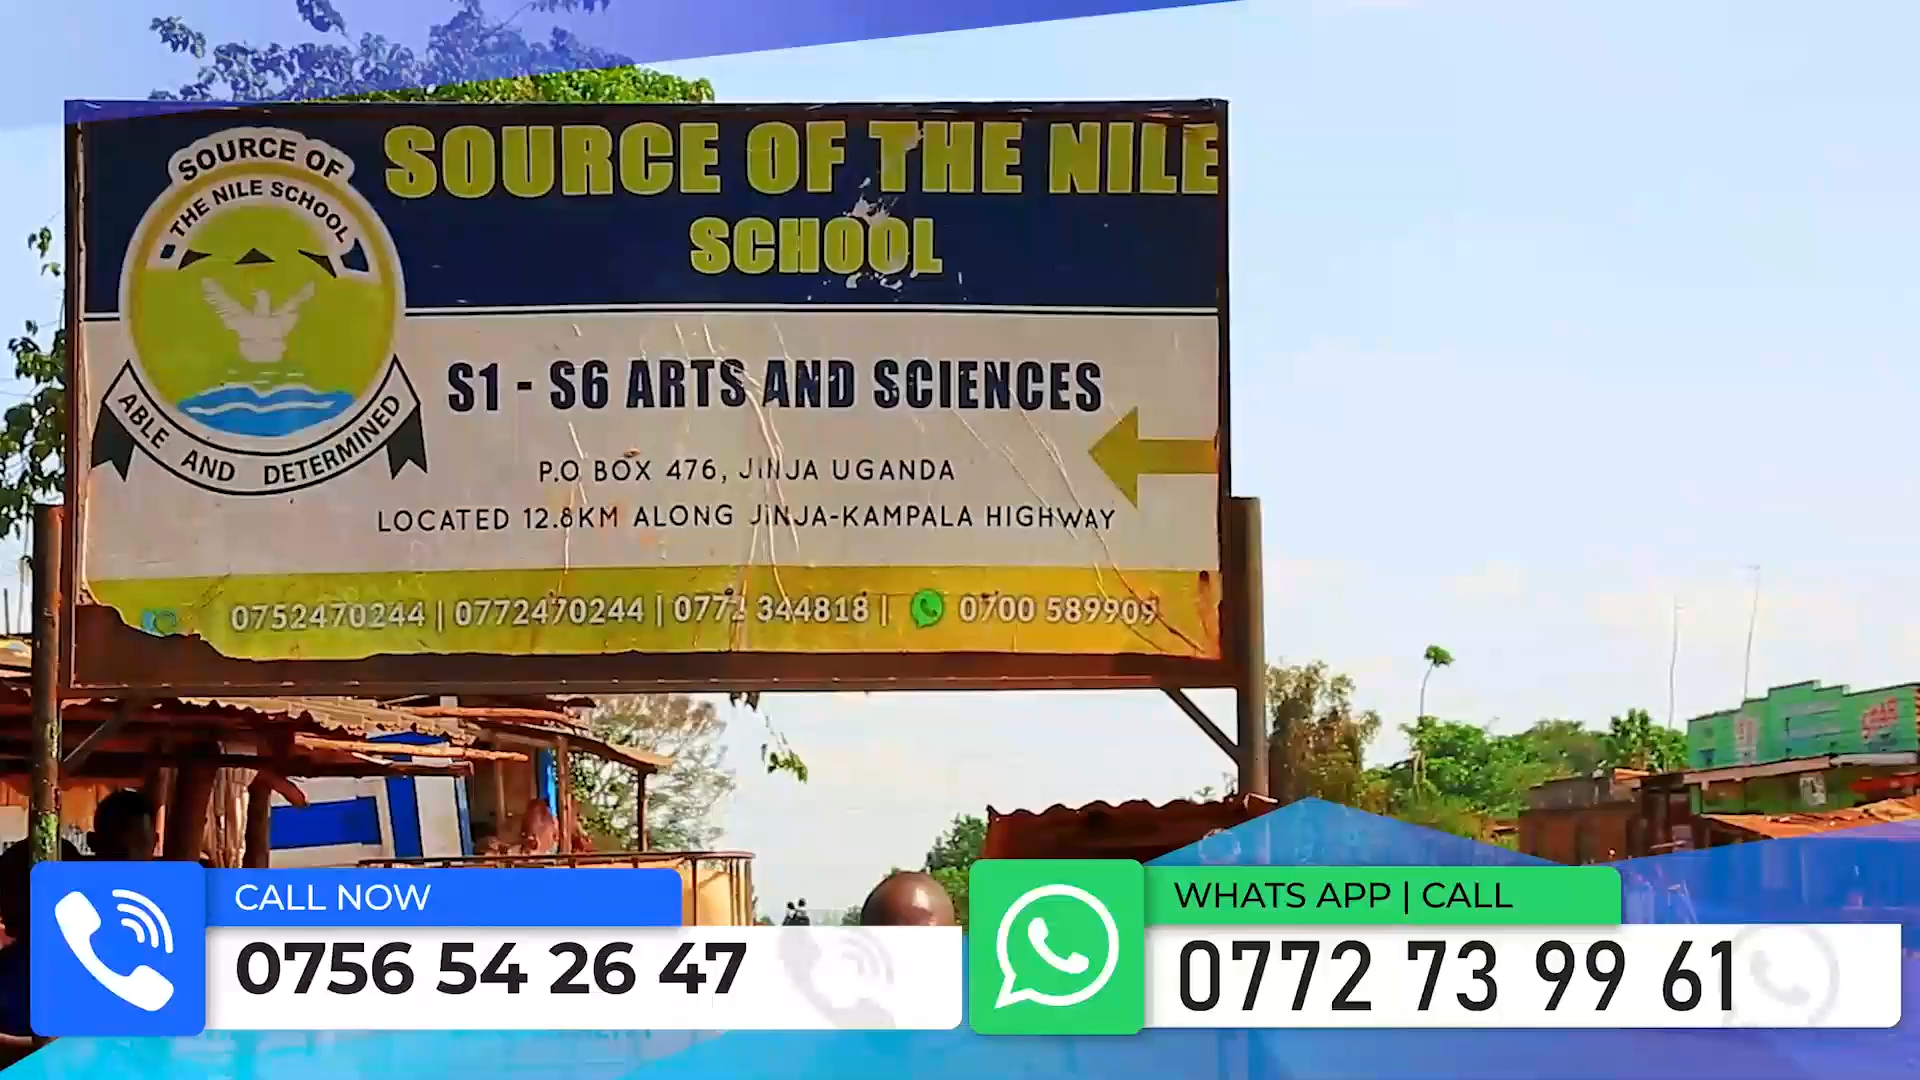 SOURCE OF
THE NILE SCHOOL
ABLE AND DETERMINED
SOURCE OF THE NILE
SCHOOL
S1 - S6 ARTS AND SCIENCES
P.O BOX 476, JINJA UGANDA
LOCATED 12.8KM ALONG JINJA-KAMPALA HIGHWAY
0752470244 | 0772470244 | 0772 344818 | 0700 589909
CALL NOW
0756 54 26 47
WHATS APP | CALL
0772 73 99 61